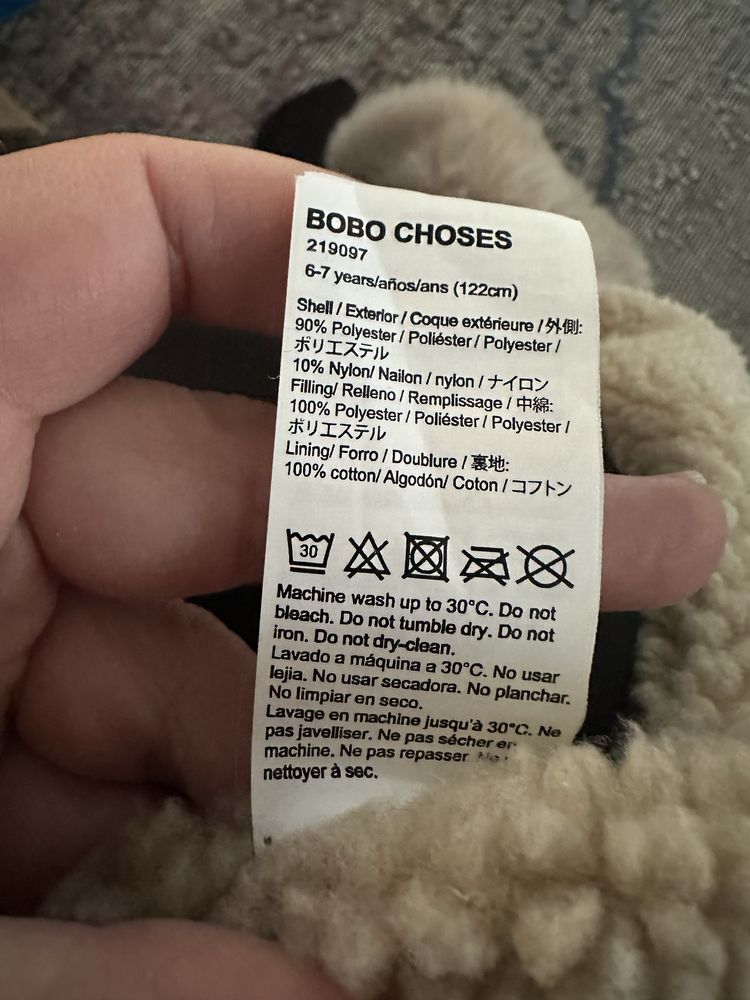 BOBO CHOSES
219097
6-7 years/años/ans (122cm)
Shell / Exterior / Coque extérieure / 外側:
90% Polyester / Poliéster / Polyester /
ポリエステル
10% Nylon/ Nailon / nylon / ナイロン
Filling/ Relleno / Remplissage / 中綿:
100% Polyester / Poliéster / Polyester /
ポリエステル
Lining/ Forro / Doublure / 裏地:
100% cotton/ Algodón/ Coton / コフトン
30
Machine wash up to 30°C. Do not
bleach. Do not tumble dry. Do not
iron. Do not dry-clean.
Lavado a máquina a 30°C. No usar
lejia. No usar secadora. No planchar.
No limpiar en seco.
Lavage en machine jusqu'à 30°C. Ne
pas javelliser. Ne pas sécher en
machine. Ne pas repasser. Ne
nettoyer à sec.